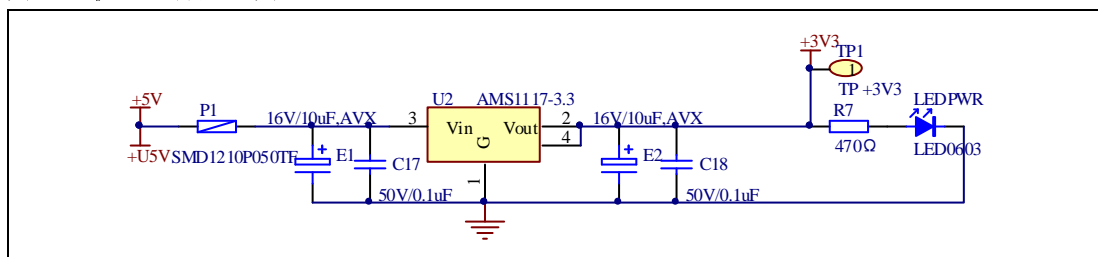 +3V3
TP1
1
TP +3V3
+5V
P1
+U5V
SMD1210P050TF
16V/10uF,AVX
E1
C17
50V/0.1uF
U2
AMS1117-3.3
3
Vin
Vout
G
2
4
1
16V/10uF,AVX
E2
C18
50V/0.1uF
R7
470Ω
LEDPWR
LED0603